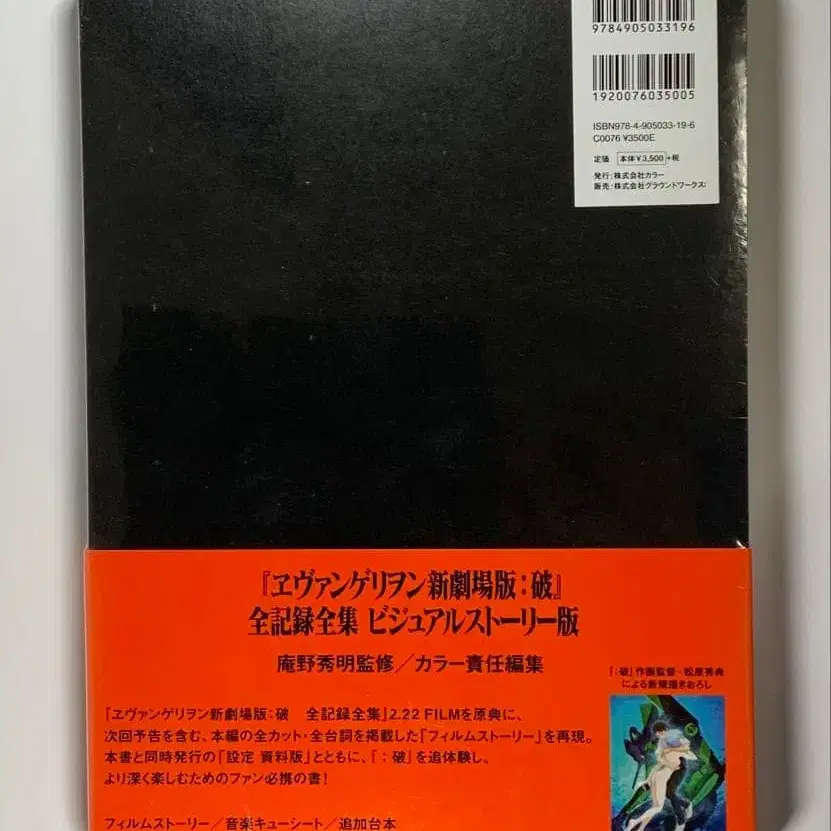 9784905033196
1920076035005
ISBN978-4-905033-19-6
C0076 ¥3500E
定価 本体¥3,500+税
発行:株式会社カラー
販売:株式会社グラウンドワークス:
『ヱヴァンゲリヲン新劇場版:破』
全記録全集 ビジュアルストーリー版
庵野秀明監修/カラー責任編集
『:破』作画監督・松原秀典
による新規描きおろし
『ヱヴァンゲリヲン新劇場版:破 全記録全集』2.22 FILMを原典に、
次回予告を含む、本編の全カット・全台詞を掲載した「フィルムストーリー」を再現。
本書と同時発行の「設定 資料版」とともに、「:破」を追体験し、
より深く楽しむためのファン必携の書!
フィルムストーリー/音楽キューシート/追加台本